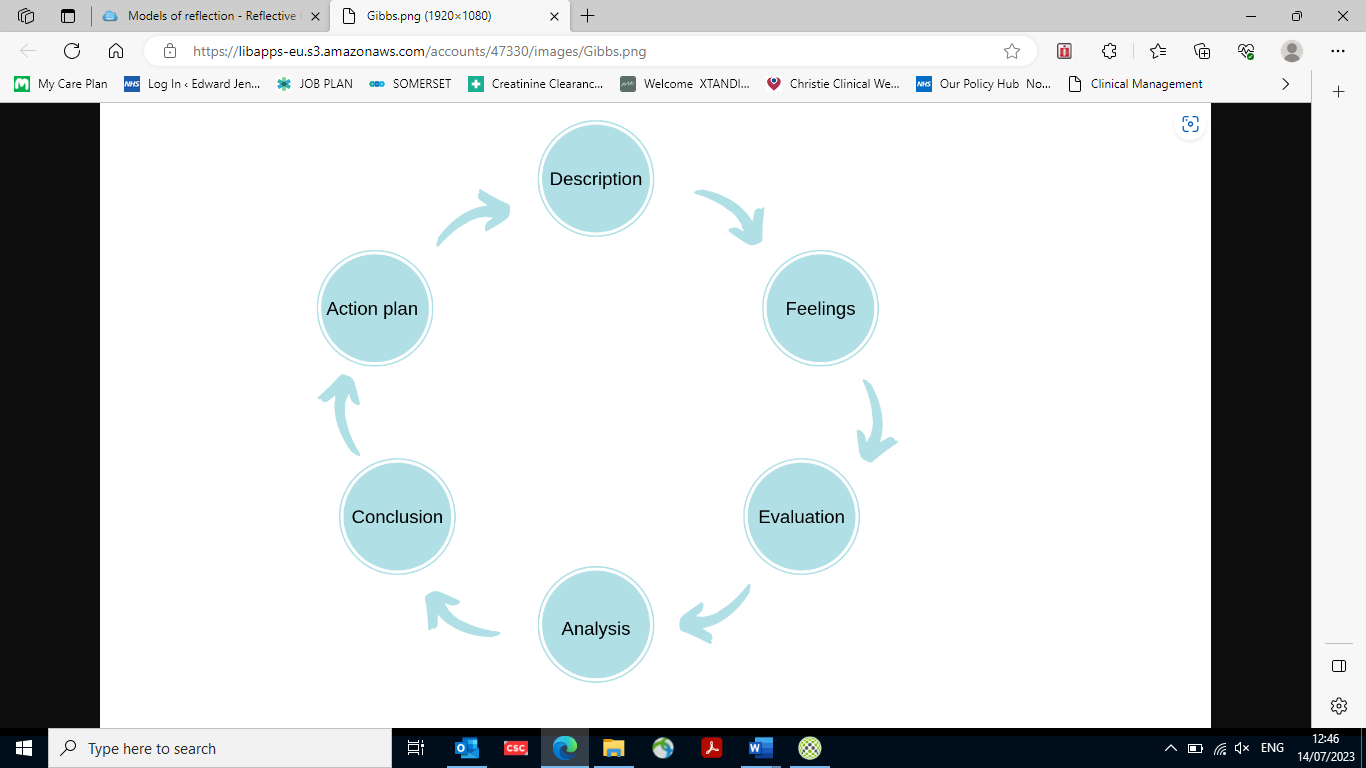 Models of reflection - Reflective
Gibbs.png (1920×1080)
https://libapps-eu.s3.amazonaws.com/accounts/47330/images/Gibbs.png
My Care Plan
NHS
Log In ‹ Edward Jen...
JOB PLAN
SOMERSET
Creatinine Clearanc...
Welcome XTANDI...
Christie Clinical We...
NHS
Our Policy Hub No...
Clinical Management
Description
Feelings
Action plan
Evaluation
Conclusion
Analysis
Type here to search
CSC
ENG
12:46
14/07/2023